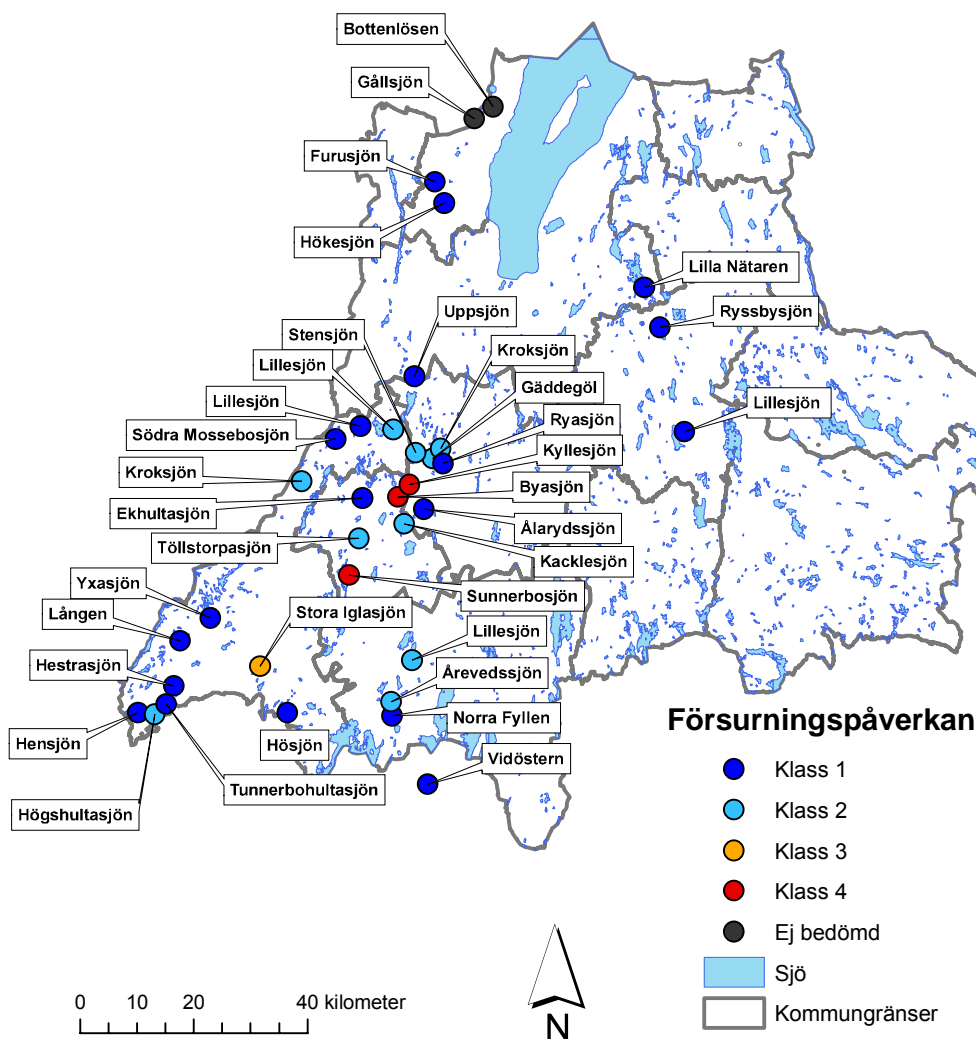 Bottenlösen
Gållsjön
Furusjön
Hökesjön
Lilla Nätaren
Uppsjön
Ryssbysjön
Stensjön
Kroksjön
Lillesjön
Gäddegöl
Lillesjön
Lillesjön
Ryasjön
Södra Mossebosjön
Kyllesjön
Kroksjön
Byasjön
Ekhultasjön
Ålarydssjön
Töllstorpasjön
Kacklesjön
Yxasjön
Sunnerbosjön
Lången
Stora Iglasjön
Lillesjön
Hestrasjön
Årevedssjön
Norra Fyllen
Hensjön
Hösjön
Vidöstern
Tunnerbohultasjön
Högshultasjön
Försurningspåverkan
Klass 1
Klass 2
Klass 3
Klass 4
Ej bedömd
Sjö
Kommungränser
0 10 20 40 kilometer
N